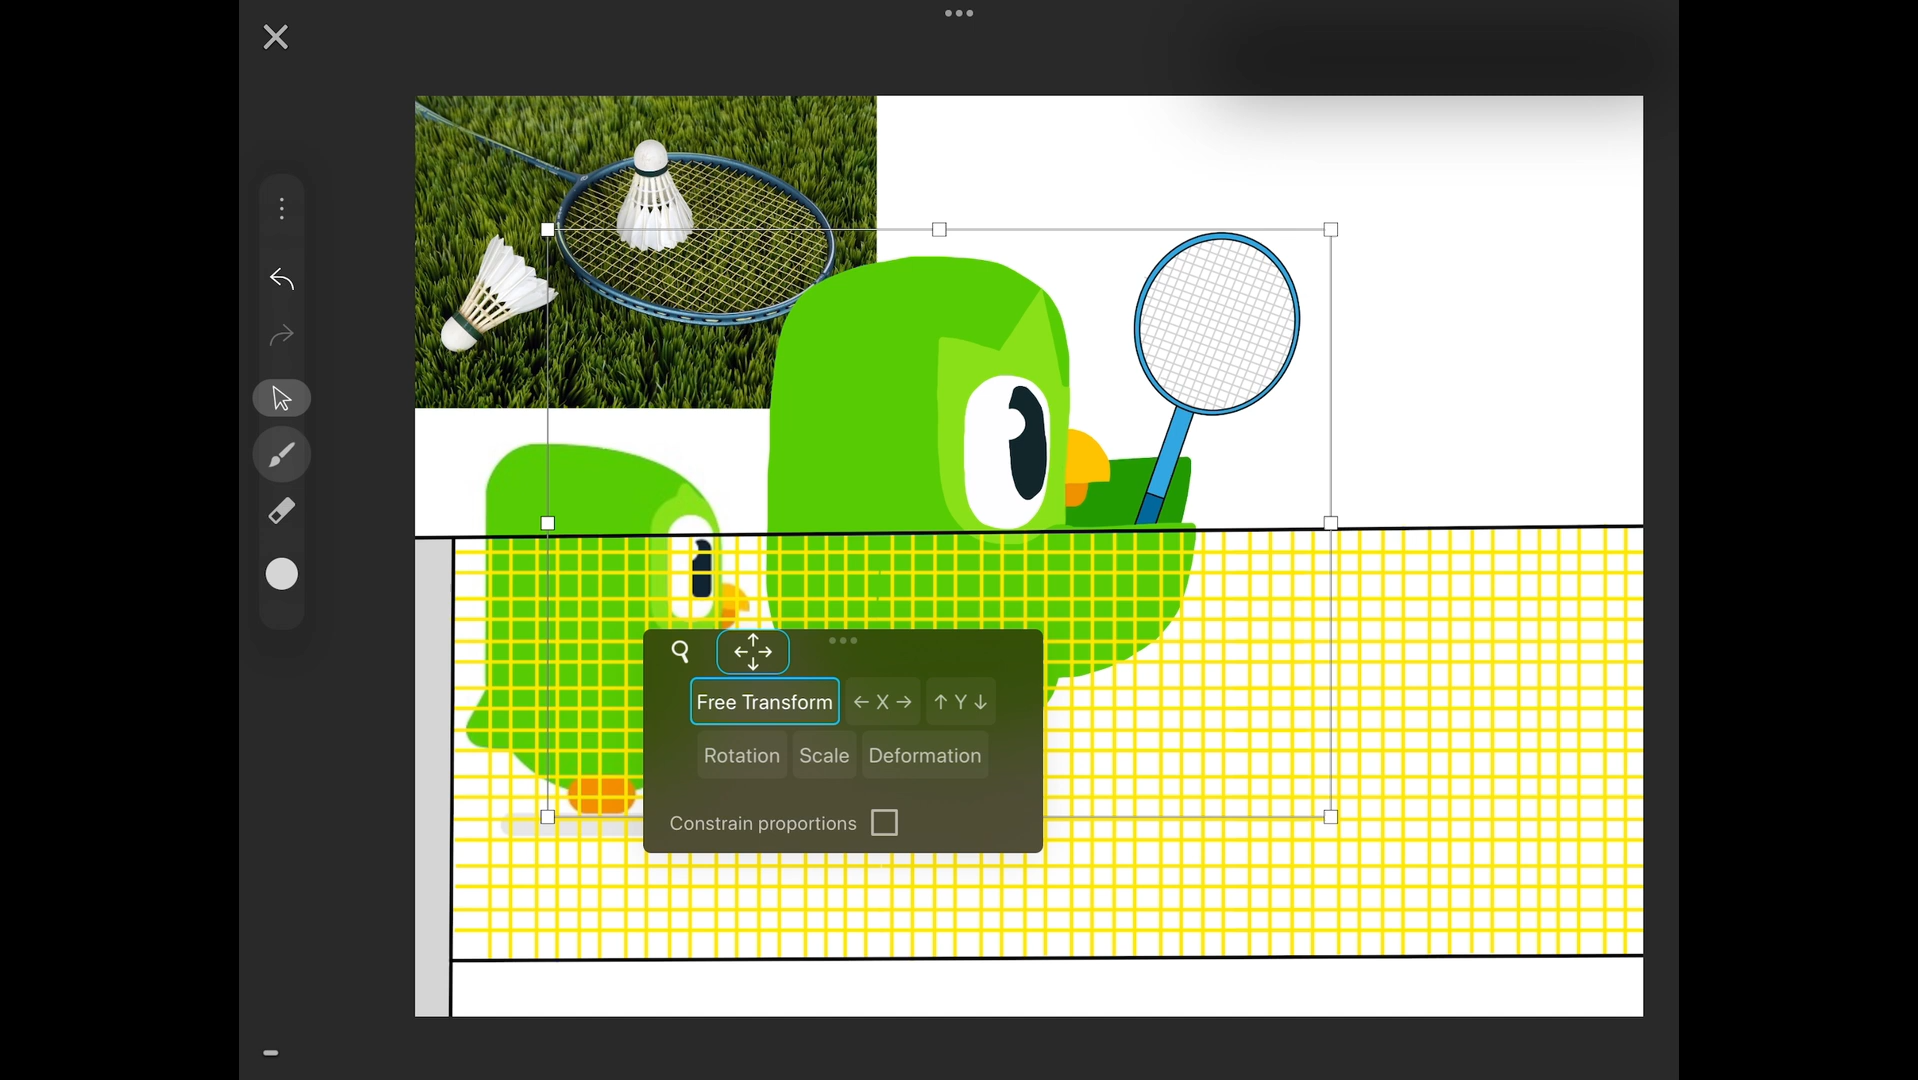 Free Transform
← X →
↑ Y ↓
Rotation
Scale
Deformation
Constrain proportions